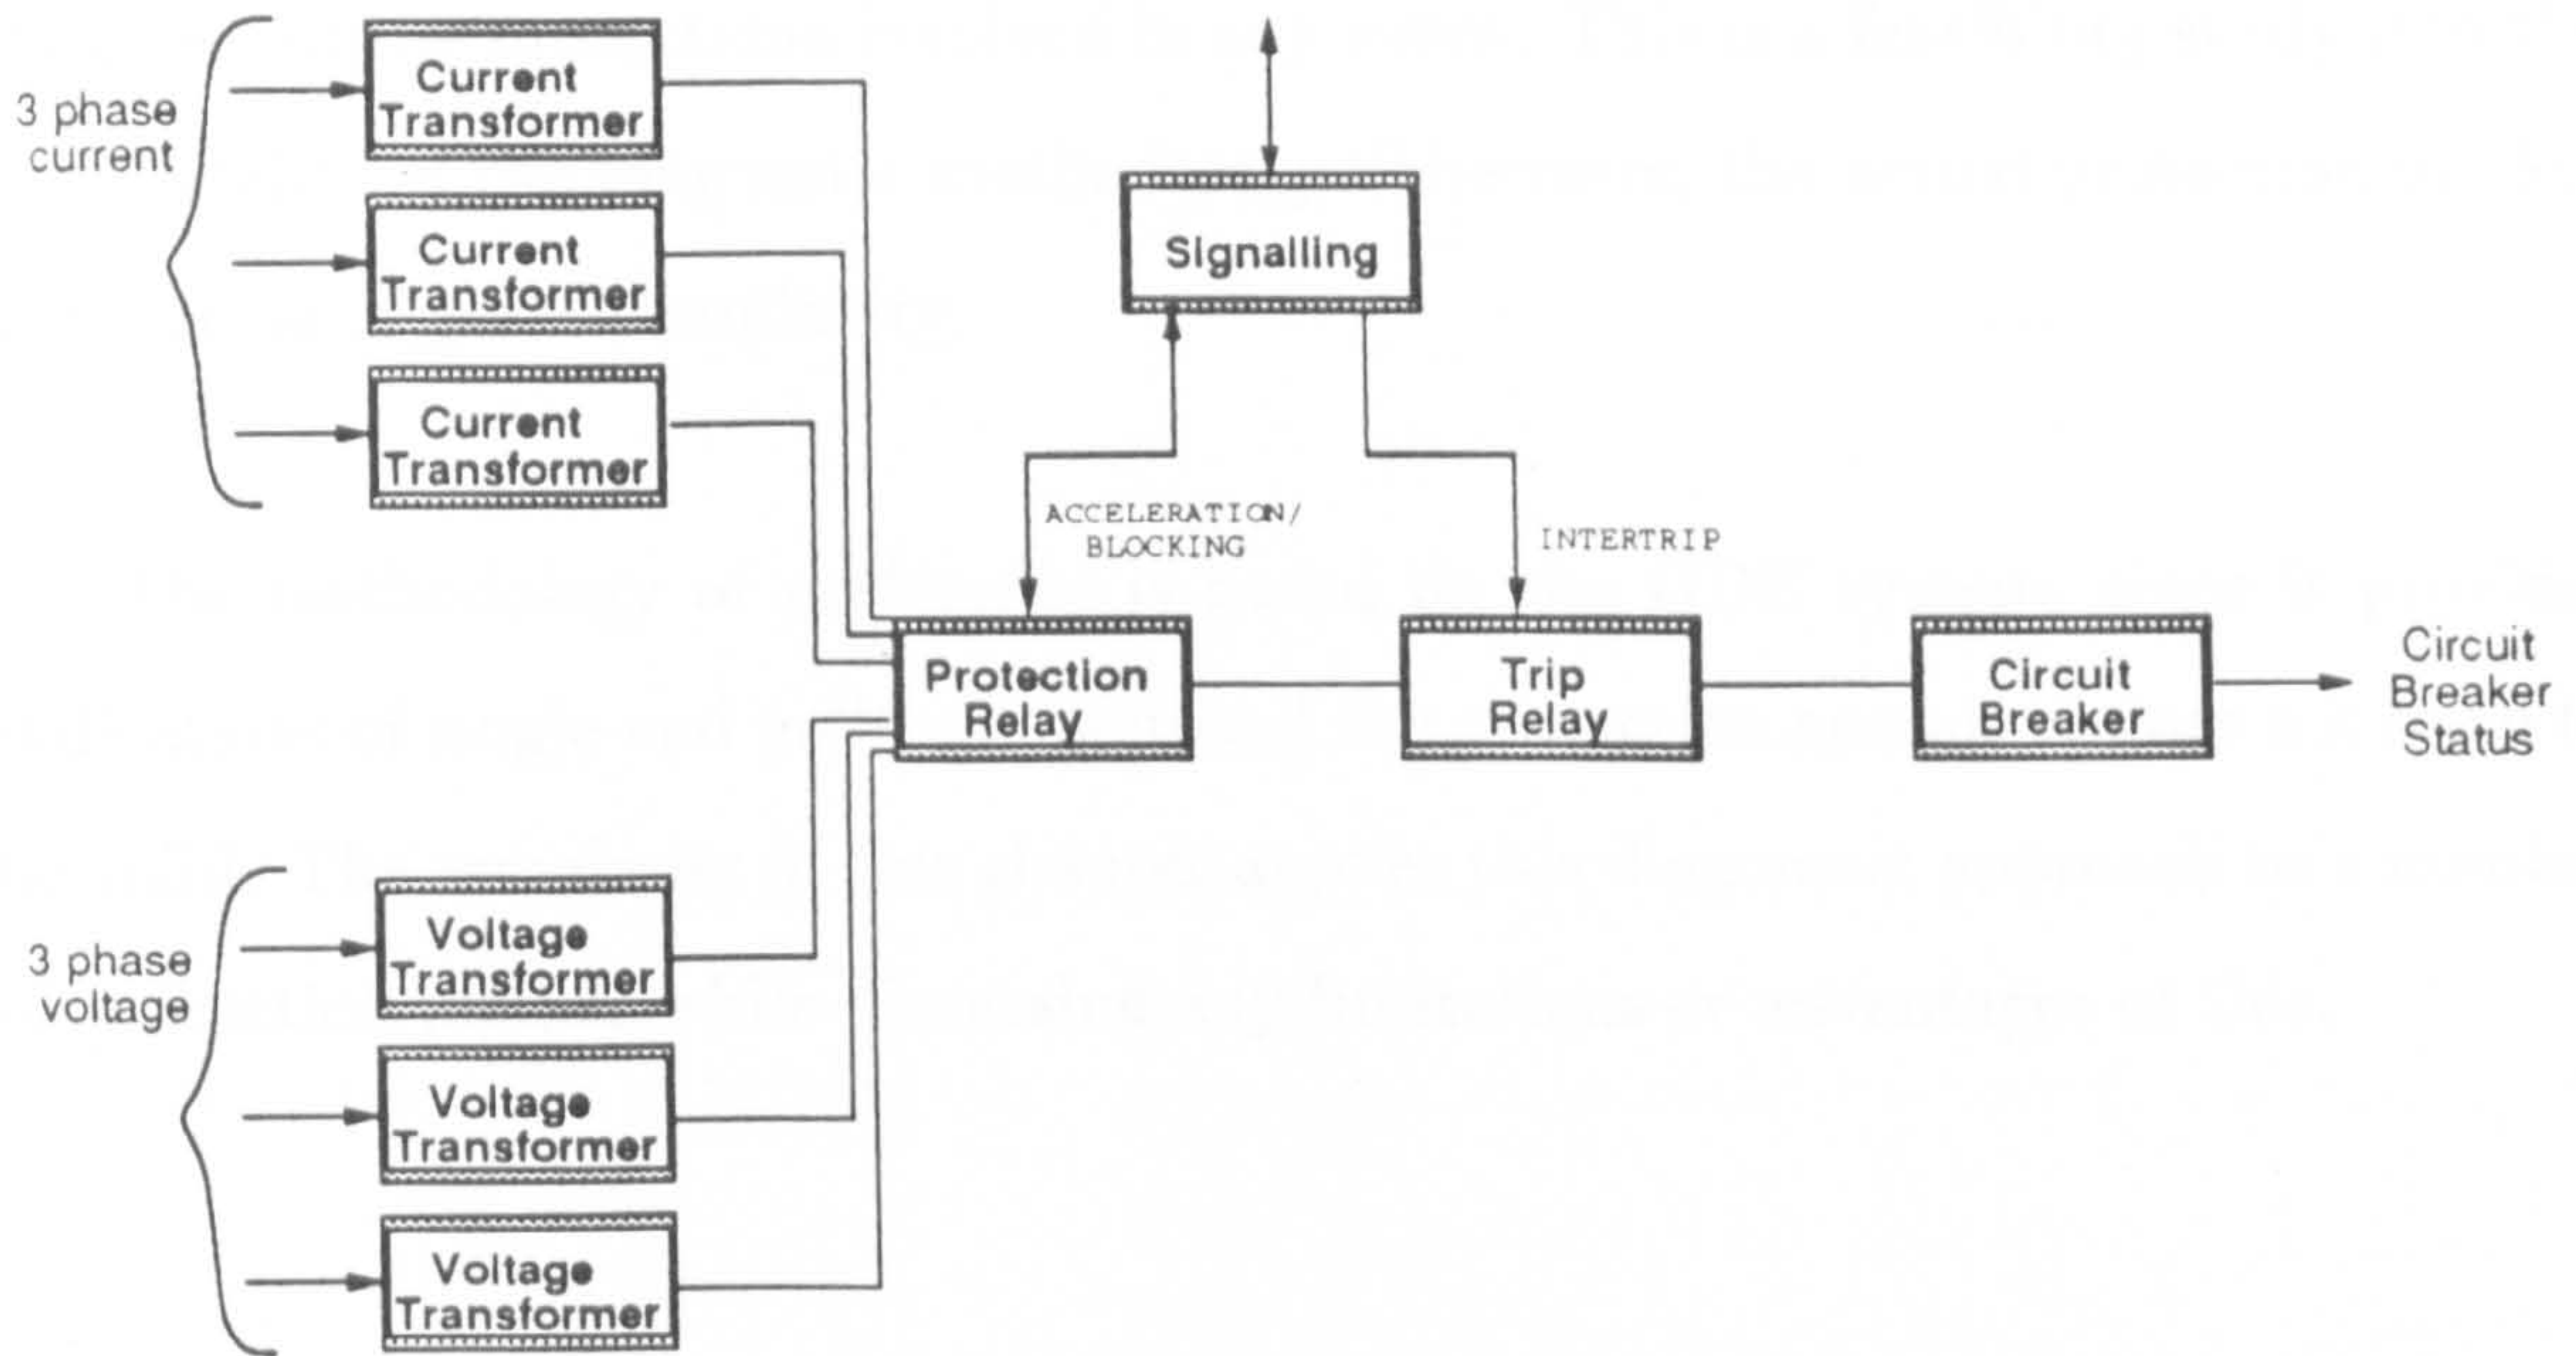 3 phase
current
Current
Transformer
Current
Transformer
Current
Transformer
Signalling
ACCELERATION/
BLOCKING
INTERTRIP
Protection
Relay
Trip
Relay
Circuit
Breaker
Circuit
Breaker
Status
3 phase
voltage
Voltage
Transformer
Voltage
Transformer
Voltage
Transformer